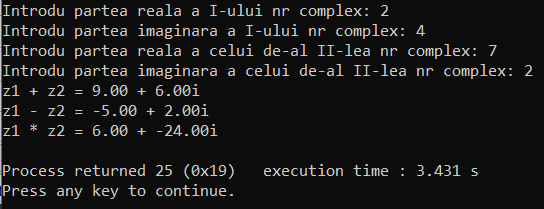 Introdu partea reala a I-ului nr complex: 2
Introdu partea imaginara a I-ului nr complex: 4
Introdu partea reala a celui de-al II-lea nr complex: 7
Introdu partea imaginara a celui de-al II-lea nr complex: 2
z1 + z2 = 9.00 + 6.00i
z1 - z2 = -5.00 + 2.00i
z1 * z2 = 6.00 + -24.00i
Process returned 25 (0x19)   execution time : 3.431 s
Press any key to continue.